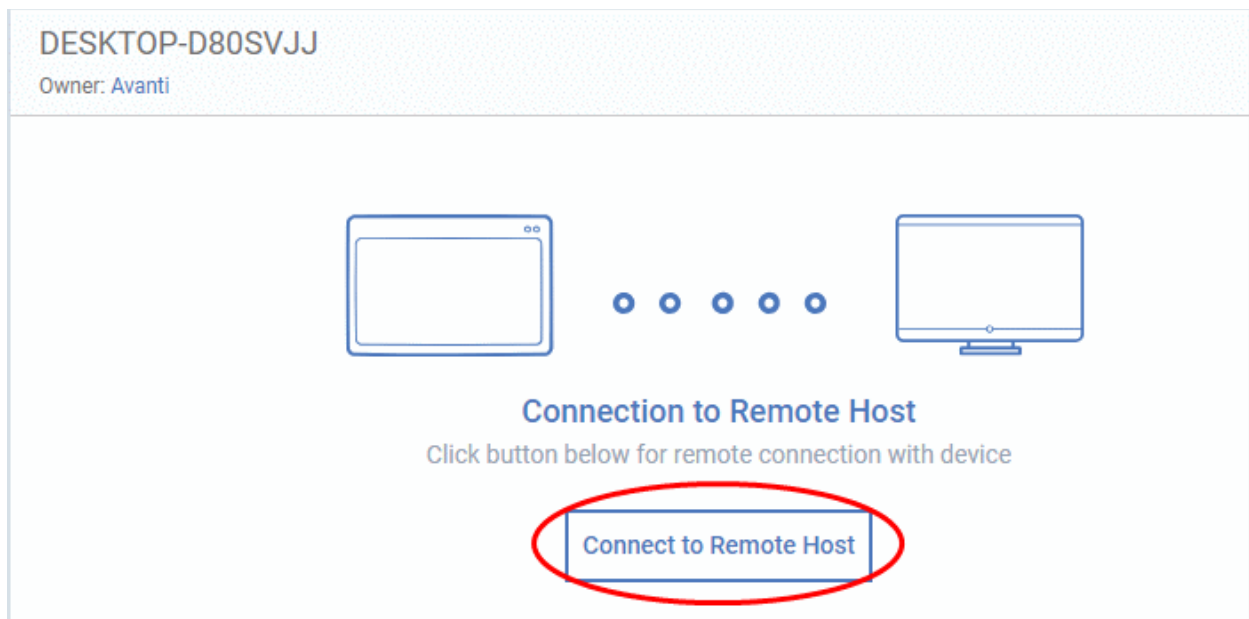 DESKTOP-D80SVJJ
Owner: Avanti
Connection to Remote Host
Click button below for remote connection with device
Connect to Remote Host